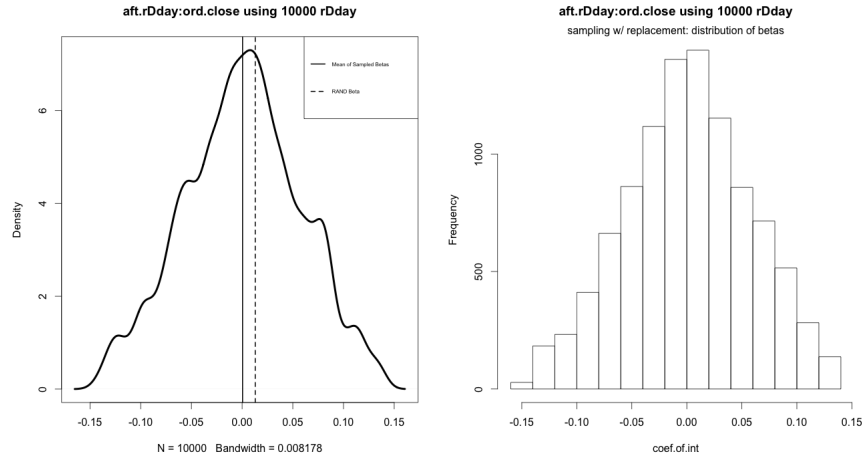 aft.rDday:ord.close using 10000 rDday
Mean of Sampled Betas
RAND Beta
Density
0 2 4 6
-0.15 -0.10 -0.05 0.00 0.05 0.10 0.15
N = 10000 Bandwidth = 0.008178
aft.rDday:ord.close using 10000 rDday
sampling w/ replacement: distribution of betas
Frequency
0 500 1000
-0.15 -0.10 -0.05 0.00 0.05 0.10 0.15
coef.of.int